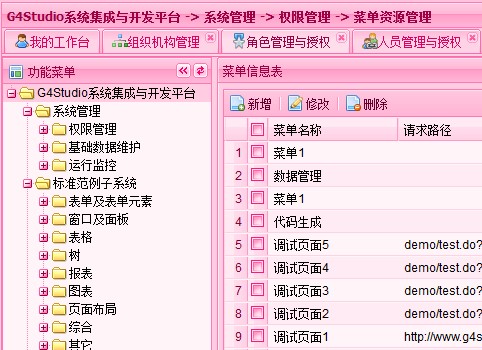 G4Studio系统集成与开发平台 -> 系统管理 -> 权限管理 -> 菜单资源管理
我的工作台 组织机构管理 角色管理与授权 人员管理与授权
功能菜单
G4Studio系统集成与开发平台
系统管理
权限管理
基础数据维护
运行监控
标准范例子系统
表单及表单元素
窗口及面板
表格
树
报表
图表
页面布局
综合
其它
菜单信息表
新增 修改 删除
菜单名称 请求路径
1 菜单1
2 数据管理
3 菜单1
4 代码生成
5 调试页面5 demo/test.do?
6 调试页面4 demo/test.do?
7 调试页面3 demo/test.do?
8 调试页面2 demo/test.do?
9 调试页面1 http://www.g4s